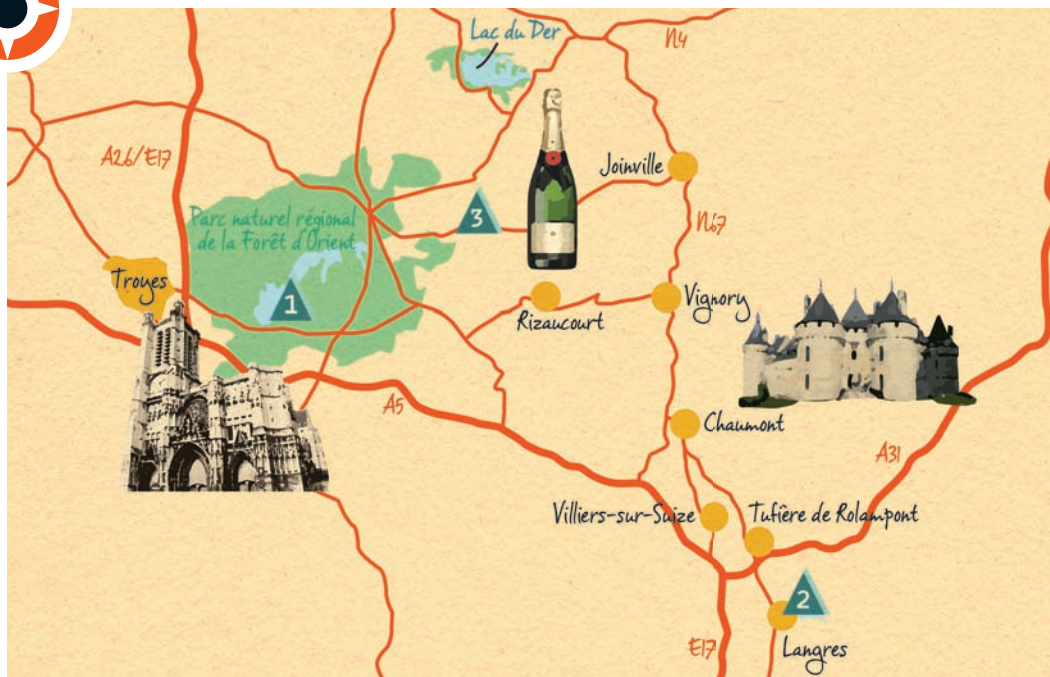 Lac du Der
N4
A26/E17
Joinville
3
Parc naturel régional
de la Forêt d'Orient
N67
Troyes
1
Rizaucourt
Vignory
A5
Chaumont
A31
Villiers-sur-Suize
Tufière de Rolampont
2
E17
Langres